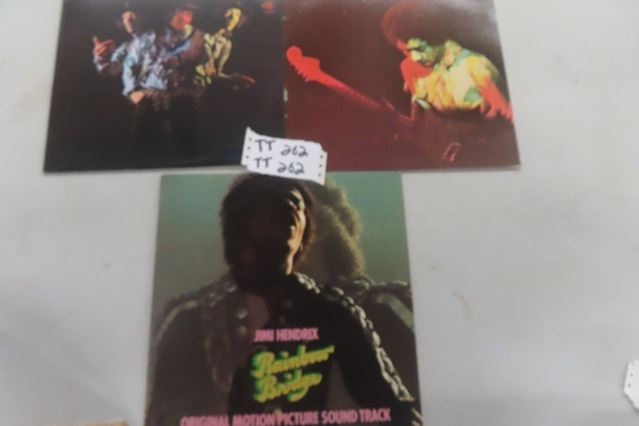 TT 262
TT 262
JIMI HENDRIX
Rainbow
Bridge
ORIGINAL MOTION PICTURE SOUND TRACK